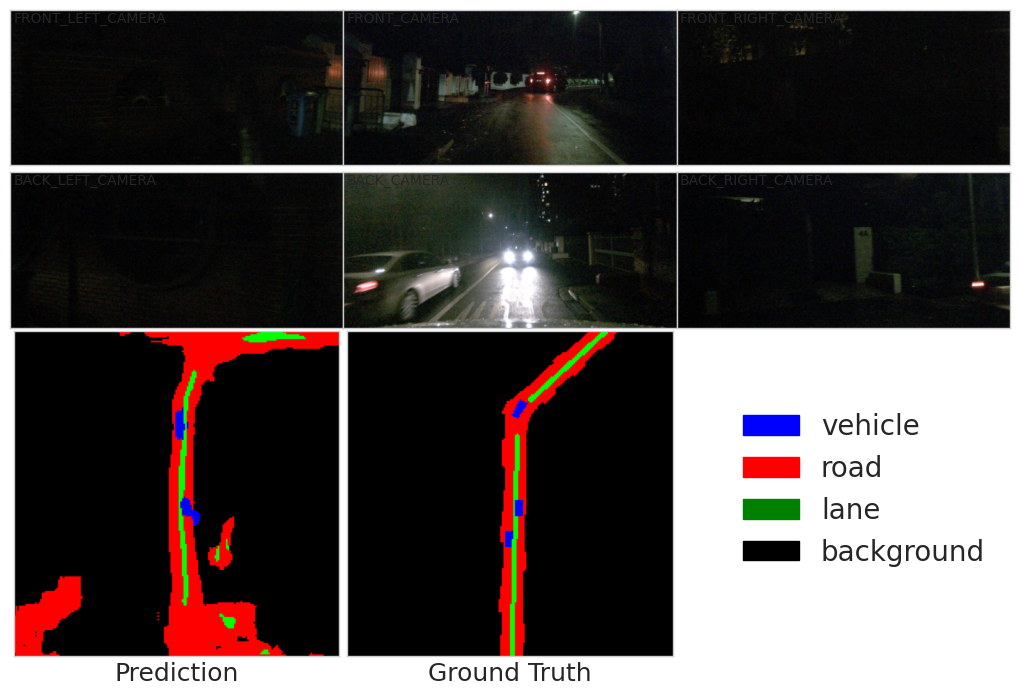 FRONT_LEFT_CAMERA
FRONT_CAMERA
FRONT_RIGHT_CAMERA
BACK_LEFT_CAMERA
BACK_CAMERA
BACK_RIGHT_CAMERA
vehicle
road
lane
background
Prediction
Ground Truth